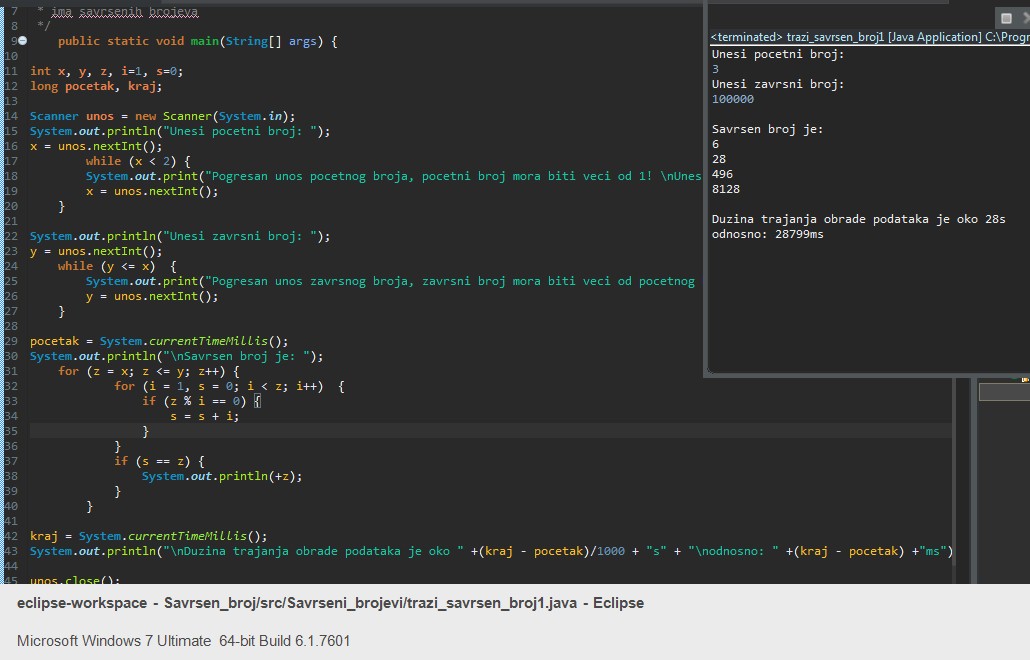 7 * ima savrsenih brojeva
8 */
9 public static void main(String[] args) {
10
11 int x, y, z, i=1, s=0;
12 long pocetak, kraj;
13
14 Scanner unos = new Scanner(System.in);
15 System.out.println("Unesi pocetni broj: ");
16 x = unos.nextInt();
17 while (x < 2) {
18 System.out.print("Pogresan unos pocetnog broja, pocetni broj mora biti veci od 1! \nUnes
19 x = unos.nextInt();
20 }
21
22 System.out.println("Unesi zavrsni broj: ");
23 y = unos.nextInt();
24 while (y <= x) {
25 System.out.print("Pogresan unos zavrsnog broja, zavrsni broj mora biti veci od pocetnog
26 y = unos.nextInt();
27 }
28
29 pocetak = System.currentTimeMillis();
30 System.out.println("\nSavrsen broj je: ");
31 for (z = x; z <= y; z++) {
32 for (i = 1, s = 0; i < z; i++) {
33 if (z % i == 0) {
34 s = s + i;
35 }
36 }
37 if (s == z) {
38 System.out.println(+z);
39 }
40 }
41
42 kraj = System.currentTimeMillis();
43 System.out.println("\nDuzina trajanja obrade podataka je oko " +(kraj - pocetak)/1000 + "s" + "\nodnosno: " +(kraj - pocetak) +"ms")
44
45 unos.close();
<terminated> trazi_savrsen_broj1 [Java Application] C:\Progr
Unesi pocetni broj:
3
Unesi zavrsni broj:
100000
Savrsen broj je:
6
28
496
8128
Duzina trajanja obrade podataka je oko 28s
odnosno: 28799ms
eclipse-workspace - Savrsen_broj/src/Savrseni_brojevi/trazi_savrsen_broj1.java - Eclipse
Microsoft Windows 7 Ultimate 64-bit Build 6.1.7601